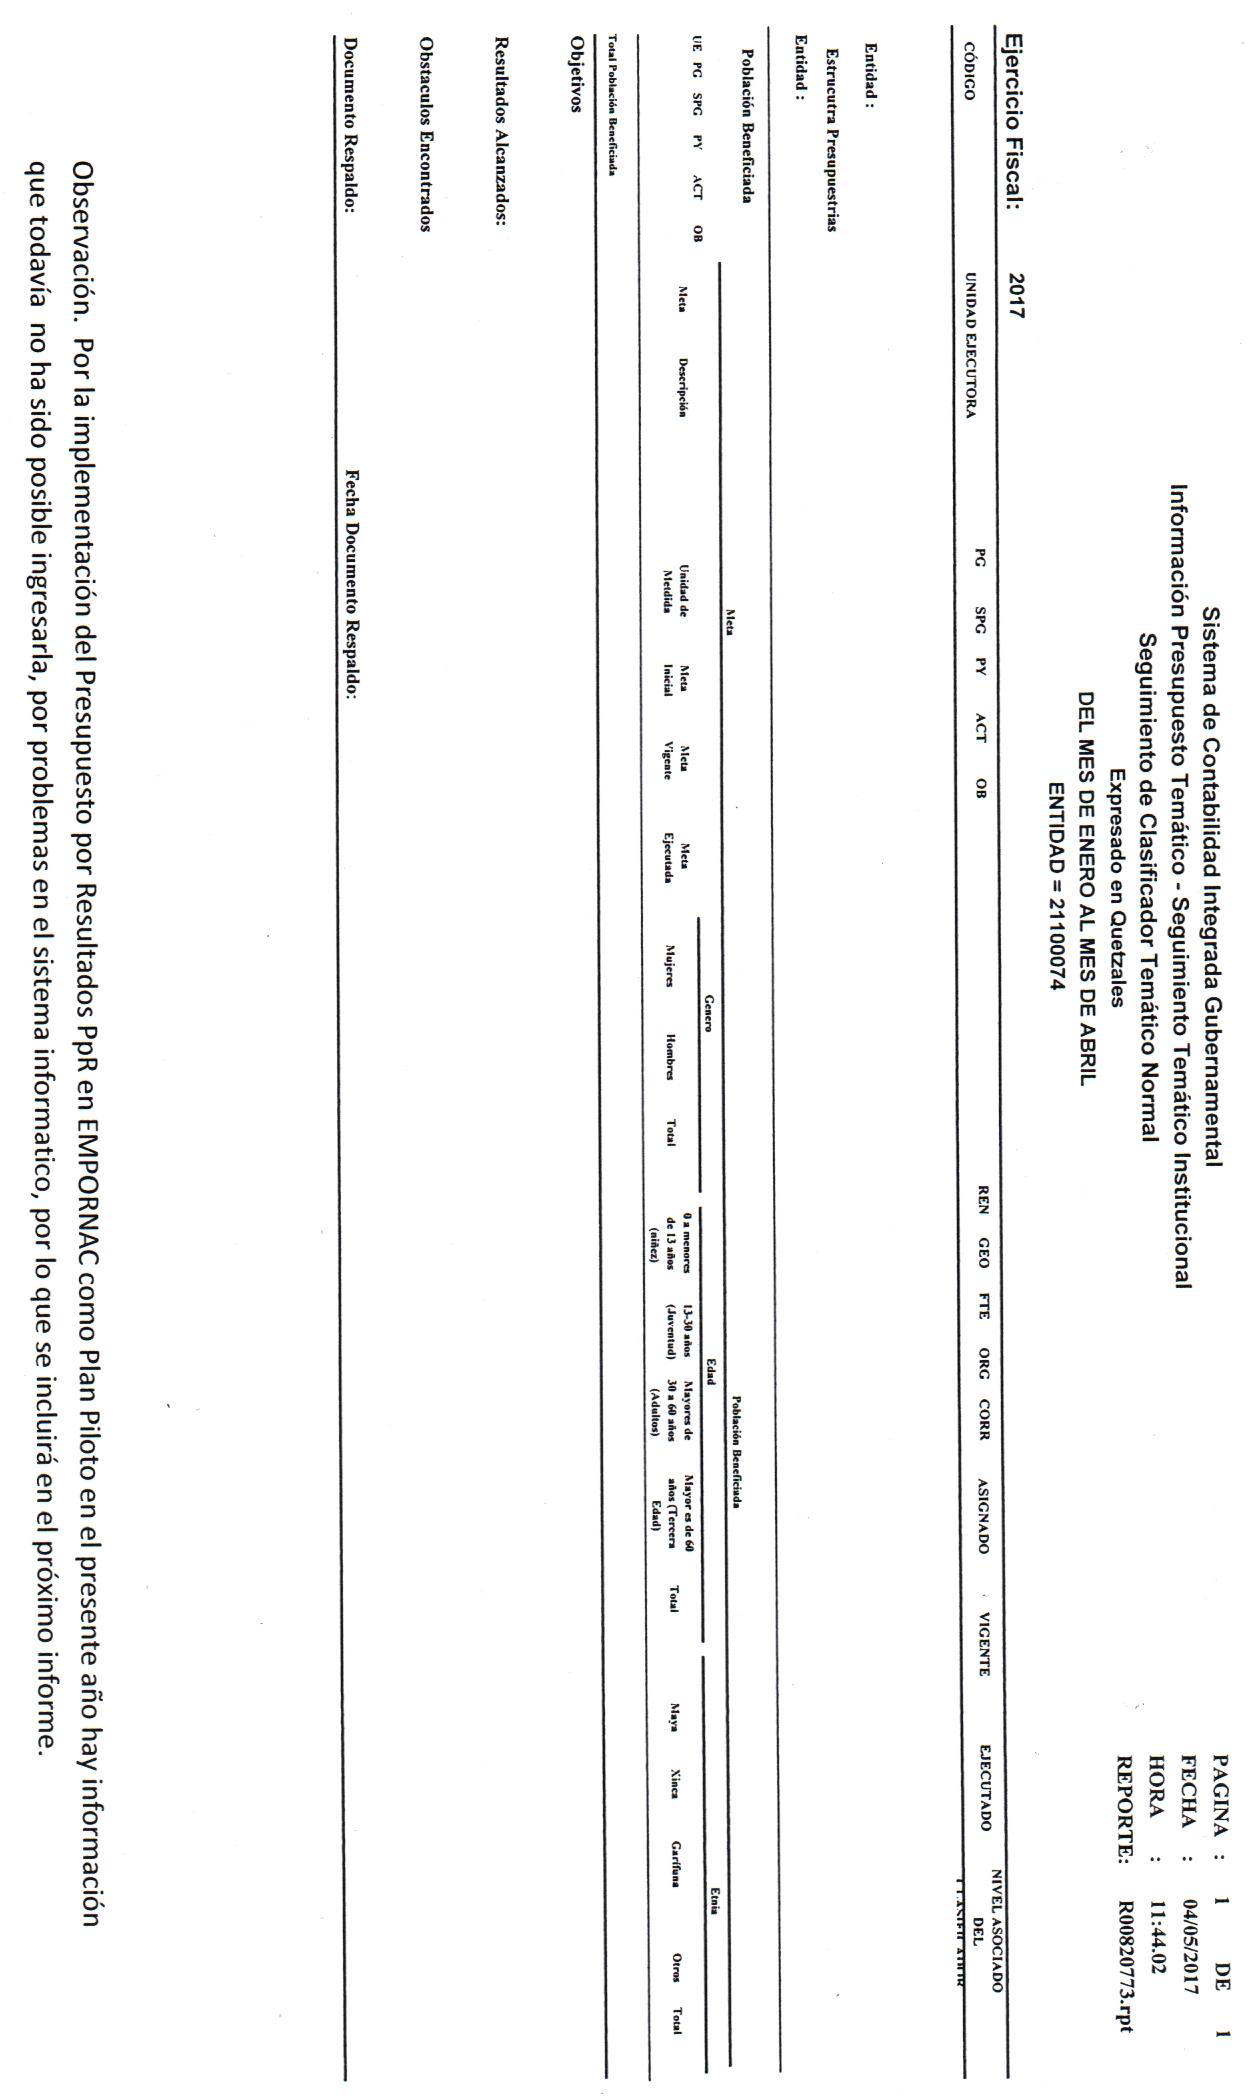 Sistema de Contabilidad Integrada Gubernamental
Información Presupuesto Temático - Seguimiento Temático Institucional
Seguimiento de Clasificador Temático Normal
Expresado en Quetzales
DEL MES DE ENERO AL MES DE ABRIL
ENTIDAD = 21100074
PAGINA : 1 DE 1
FECHA : 04/05/2017
HORA : 11:44.02
REPORTE: R00820773.rpt
Ejercicio Fiscal: 2017
CÓDIGO UNIDAD EJECUTORA PG SPG PY ACT OB REN GEO FTE ORG CORR ASIGNADO VIGENTE EJECUTADO NIVEL ASOCIADO
DEL
Entidad :
Estrucutra Presupuestrias
Entidad :
Población Beneficiada
Meta Población Beneficiada
Genero Edad Etnia
UE PG SPG PY ACT OB Meta Descripción Unidad de Meta Meta Meta Mujeres Hombres Total 0 a menores 13-30 años Mayores de Mayor es de 60 Total Maya Xinca Garífuna Otros Total
Metdida Inicial Vigente Ejecutada de 13 años (Juventud) 30 a 60 años años (Tercera
(niñez) (Adultos) Edad)
Total Población Beneficiada
Objetivos
Resultados Alcanzados:
Obstaculos Encontrados
Documento Respaldo: Fecha Documento Respaldo:
Observación. Por la implementación del Presupuesto por Resultados PpR en EMPORNAC como Plan Piloto en el presente año hay información
que todavía no ha sido posible ingresarla, por problemas en el sistema informatico, por lo que se incluirá en el próximo informe.